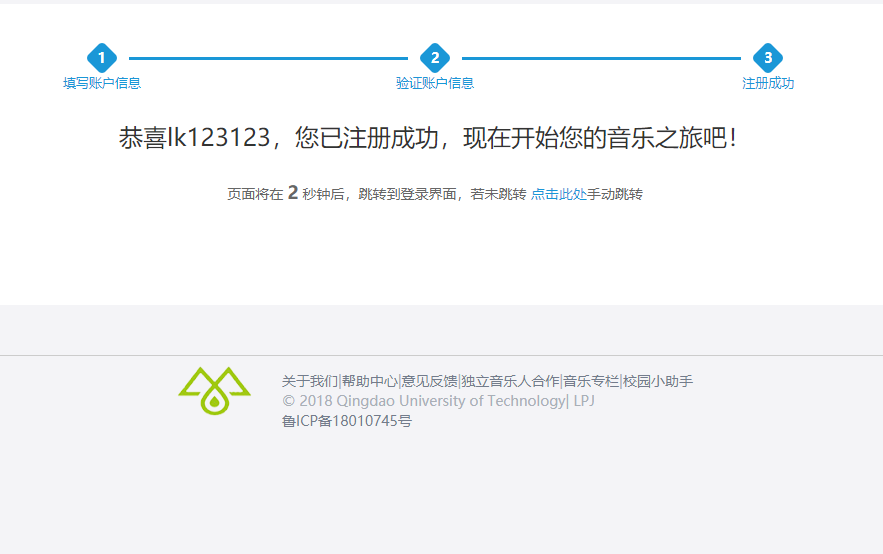 1
2
3
填写账户信息
验证账户信息
注册成功
恭喜lk123123，您已注册成功，现在开始您的音乐之旅吧！
页面将在 2 秒钟后，跳转到登录界面，若未跳转 点击此处手动跳转
关于我们|帮助中心|意见反馈|独立音乐人合作|音乐专栏|校园小助手
© 2018 Qingdao University of Technology| LPJ
鲁ICP备18010745号